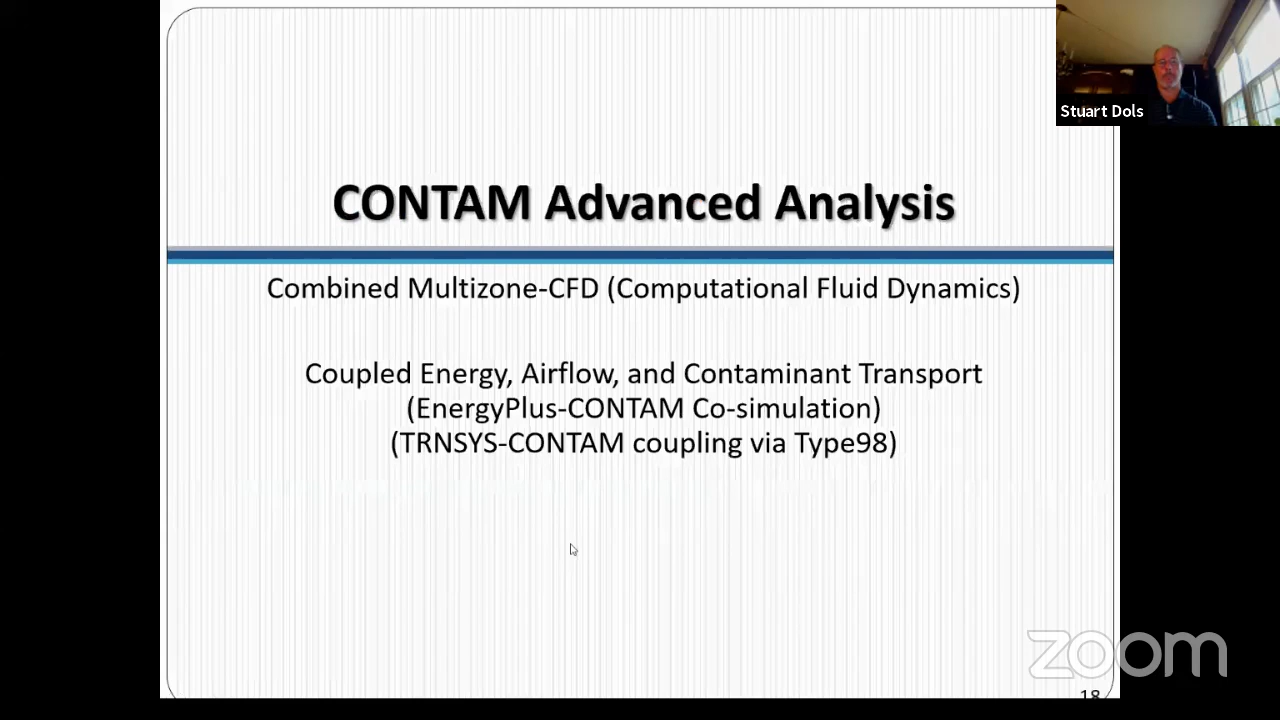 CONTAM Advanced Analysis
Combined Multizone-CFD (Computational Fluid Dynamics)
Coupled Energy, Airflow, and Contaminant Transport
(EnergyPlus-CONTAM Co-simulation)
(TRNSYS-CONTAM coupling via Type98)
Stuart Dols
zoom
18